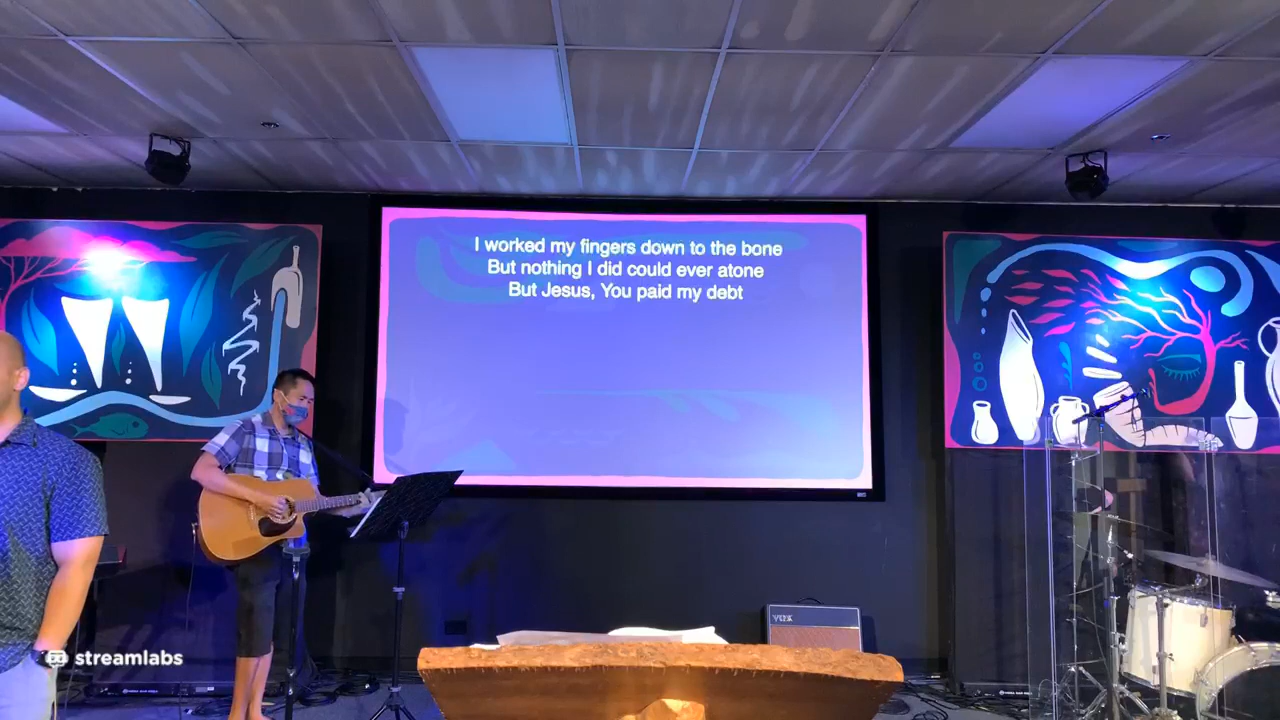 I worked my fingers down to the bone
But nothing I did could ever atone
But Jesus, You paid my debt
VOX
streamlabs